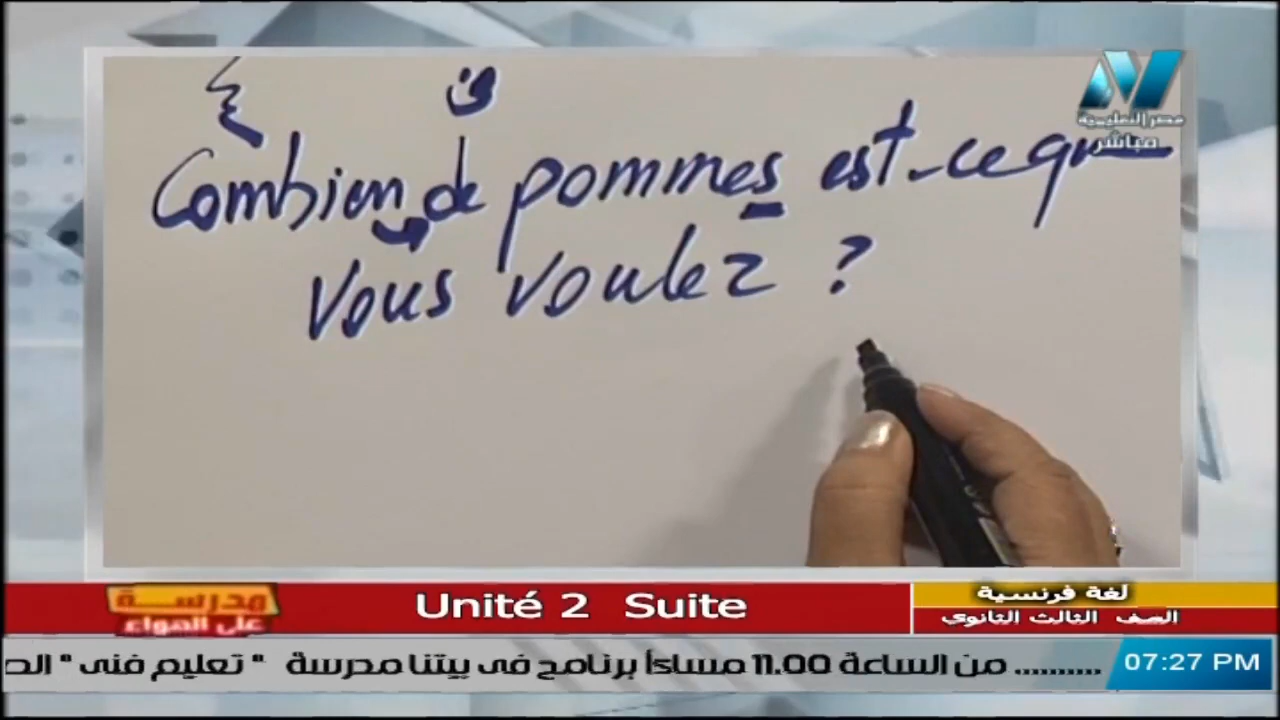 مصر التعليمية
مباشر
Combien de pommes est-ce que
vous voulez ?
مدرسة
على الهواء
Unité 2 Suite
لغة فرنسية
الصف الثالث الثانوى
.......... من الساعة 11.00 مساءاً برنامج فى بيتنا مدرسة " تعليم فنى " الد
07:27 PM